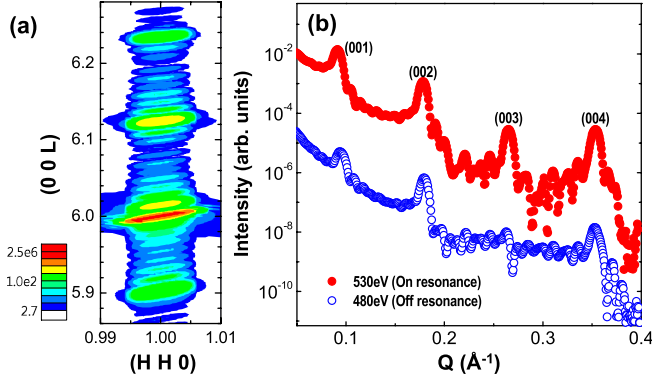 (a)
(0 0 L)
6.2
6.1
6.0
5.9
2.5e6
1.0e2
2.7
0.99
1.00
1.01
(H H 0)
(b)
Intensity (arb. units)
10-2
10-4
10-6
10-8
10-10
(001)
(002)
(003)
(004)
530eV (On resonance)
480eV (Off resonance)
0.1
0.2
0.3
0.4
Q (Å-1)